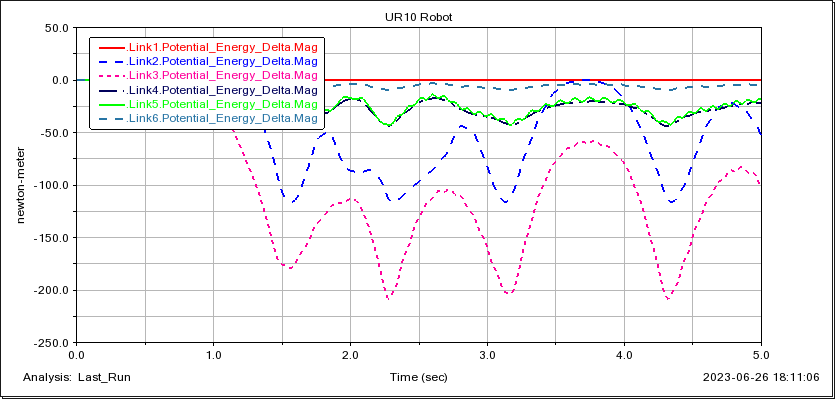 UR10 Robot
50.0
0.0
-50.0
-100.0
-150.0
-200.0
-250.0
newton-meter
.Link1.Potential_Energy_Delta.Mag
.Link2.Potential_Energy_Delta.Mag
.Link3.Potential_Energy_Delta.Mag
.Link4.Potential_Energy_Delta.Mag
.Link5.Potential_Energy_Delta.Mag
.Link6.Potential_Energy_Delta.Mag
0.0 1.0 2.0 3.0 4.0 5.0
Analysis: Last_Run Time (sec) 2023-06-26 18:11:06